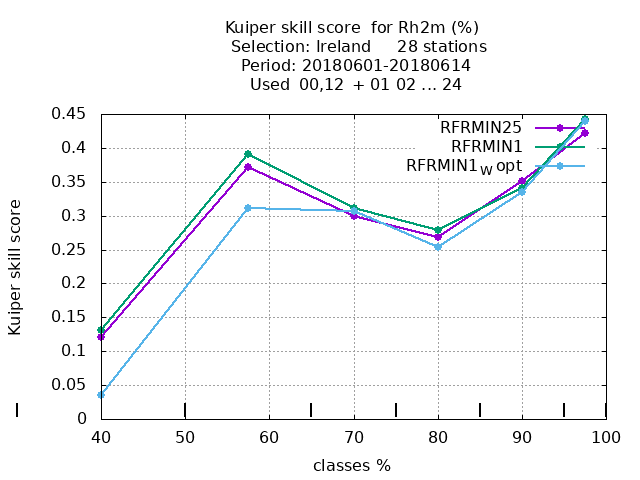 Kuiper skill score  for Rh2m (%)
Selection: Ireland     28 stations
Period: 20180601-20180614
Used  00,12  + 01 02 ... 24
Kuiper skill score
0.45
0.4
0.35
0.3
0.25
0.2
0.15
0.1
0.05
0
RFRMIN25
RFRMIN1
RFRMIN1W opt
40 50 60 70 80 90 100
classes %